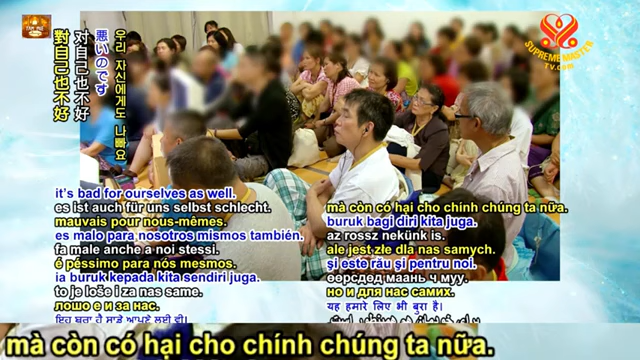 SUPREME MASTER
TV.com
우리 자신에게도 나빠요
悪いのです
对自己也不好
對自己也不好
it's bad for ourselves as well.
es ist auch für uns selbst schlecht.
mauvais pour nous-mêmes.
es malo para nosotros mismos también.
fa male anche a noi stessi.
é péssimo para nós mesmos.
ia buruk kepada kita sendiri juga.
to je loše i za nas same.
лошо е и за нас.
ਇਹ ਬੁਰਾ ਹੈ ਸਾਡੇ ਆਪਣੇ ਲਈ ਵੀ।
mà còn có hại cho chính chúng ta nữa.
buruk bagi diri kita juga.
az rossz nekünk is.
ale jest złe dla nas samych.
şi este rău şi pentru noi.
өөрсдөд маань ч муу.
но и для нас самих.
यह हमारे लिए भी बुरा है।
mà còn có hại cho chính chúng ta nữa.